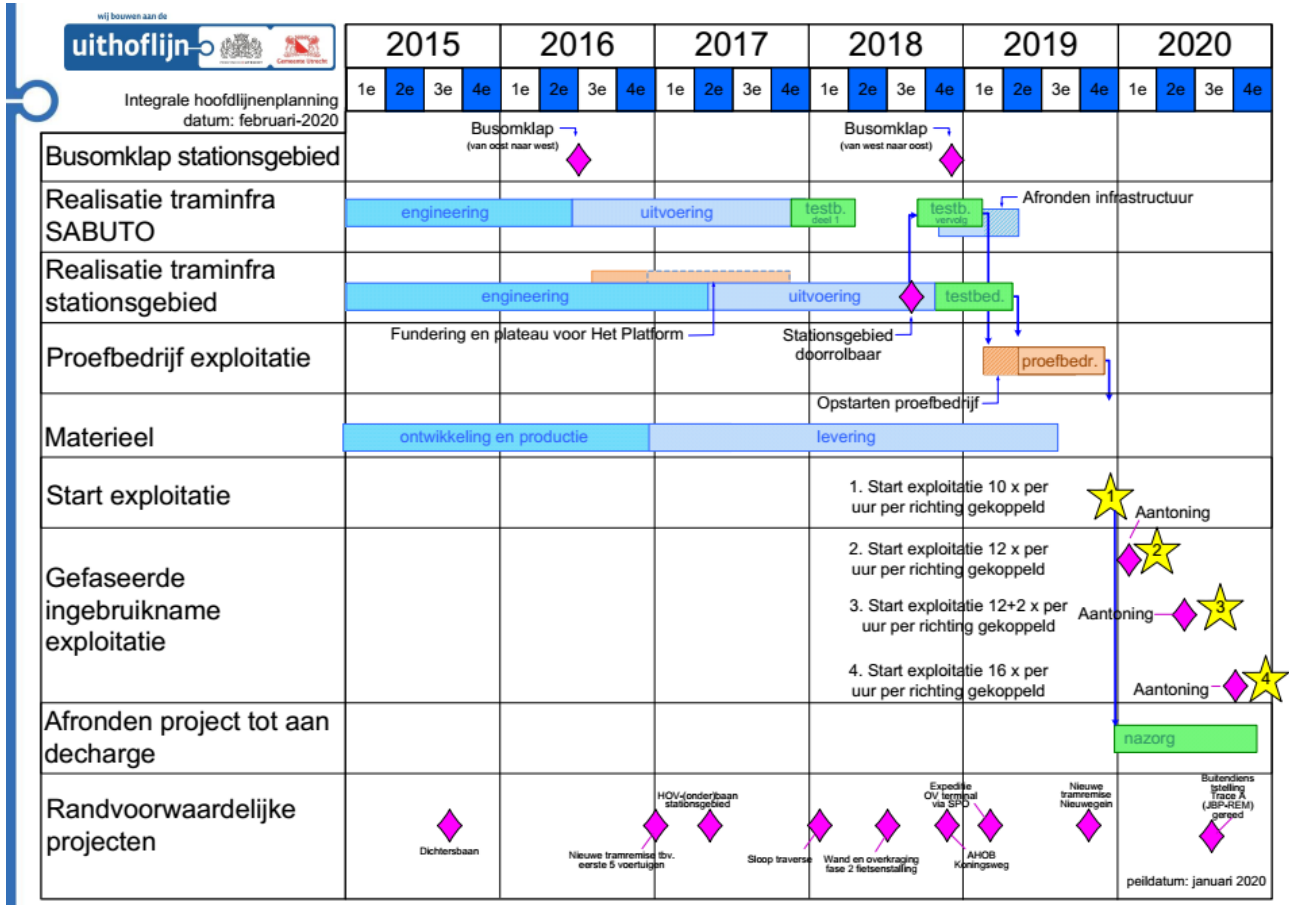 wij bouwen aan de
uithoflijn
Gemeente Utrecht
2015 2016 2017 2018 2019 2020
Integrale hoofdlijnenplanning
datum: februari-2020
1e 2e 3e 4e 1e 2e 3e 4e 1e 2e 3e 4e 1e 2e 3e 4e 1e 2e 3e 4e 1e 2e 3e 4e
Busomklap stationsgebied
Busomklap
(van oost naar west)
Busomklap
(van west naar oost)
Realisatie traminfra
SABUTO
engineering
uitvoering
testb.
deel 1
testb.
vervolg
Afronden infrastructuur
Realisatie traminfra
stationsgebied
engineering
uitvoering
testbed.
Fundering en plateau voor Het Platform
Stationsgebied
doorrolbaar
Proefbedrijf exploitatie
proefbedr.
Opstarten proefbedrijf
Materieel
ontwikkeling en productie
levering
Start exploitatie
1. Start exploitatie 10 x per
uur per richting gekoppeld
1
Gefaseerde
ingebruikname
exploitatie
Aantoning
2. Start exploitatie 12 x per
uur per richting gekoppeld
2
3. Start exploitatie 12+2 x per
uur per richting gekoppeld
Aantoning
3
4. Start exploitatie 16 x per
uur per richting gekoppeld
Aantoning
4
Afronden project tot aan
decharge
nazorg
Randvoorwaardelijke
projecten
Dichtersbaan
Nieuwe tramremise tbv.
eerste 5 voertuigen
HOV-(onder)baan
stationsgebied
Sloop traverse
Wand en overkraging
fase 2 fietsenstalling
Expeditie
OV terminal
via SPO
AHOB
Koningsweg
Nieuwe
tramremise
Nieuwegein
Buitendiens
tstelling
Trace A
(JBP-REM)
gereed
peildatum: januari 2020